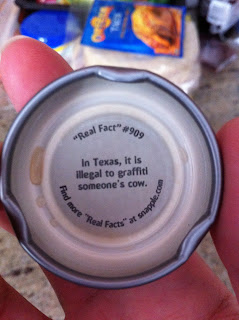 "Real Fact" #909
In Texas, it is
illegal to graffiti
someone's cow.
Find more "Real Facts" at snapple.com